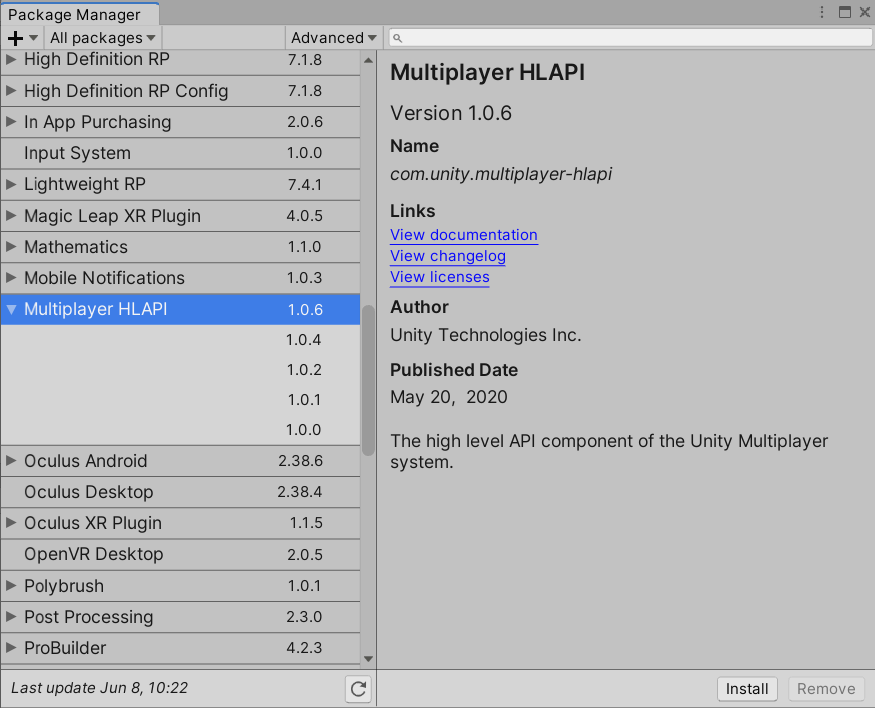 Package Manager
All packages
Advanced
High Definition RP 7.1.8
High Definition RP Config 7.1.8
In App Purchasing 2.0.6
Input System 1.0.0
Lightweight RP 7.4.1
Magic Leap XR Plugin 4.0.5
Mathematics 1.1.0
Mobile Notifications 1.0.3
Multiplayer HLAPI 1.0.6
1.0.4
1.0.2
1.0.1
1.0.0
Oculus Android 2.38.6
Oculus Desktop 2.38.4
Oculus XR Plugin 1.1.5
OpenVR Desktop 2.0.5
Polybrush 1.0.1
Post Processing 2.3.0
ProBuilder 4.2.3
Last update Jun 8, 10:22
Multiplayer HLAPI
Version 1.0.6
Name
com.unity.multiplayer-hlapi
Links
View documentation
View changelog
View licenses
Author
Unity Technologies Inc.
Published Date
May 20, 2020
The high level API component of the Unity Multiplayer
system.
Install
Remove